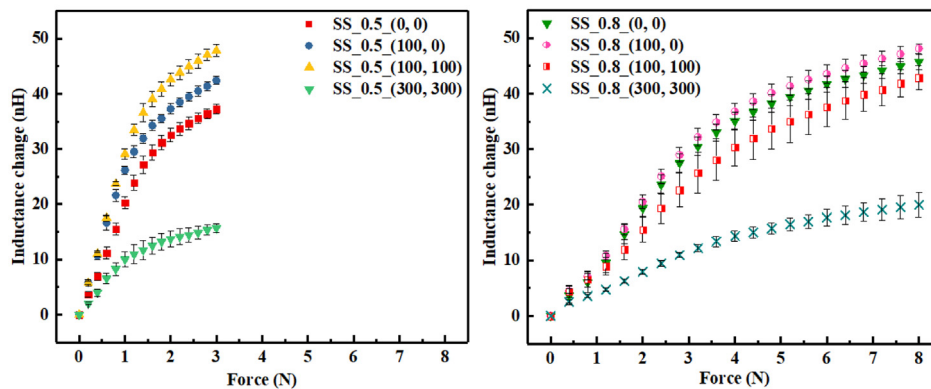 SS_0.5_(0, 0)
SS_0.5_(100, 0)
SS_0.5_(100, 100)
SS_0.5_(300, 300)
50
40
30
20
10
0
Inductance change (nH)
0 1 2 3 4 5 6 7 8
Force (N)
SS_0.8_(0, 0)
SS_0.8_(100, 0)
SS_0.8_(100, 100)
SS_0.8_(300, 300)
50
40
30
20
10
0
Inductance change (nH)
0 1 2 3 4 5 6 7 8
Force (N)